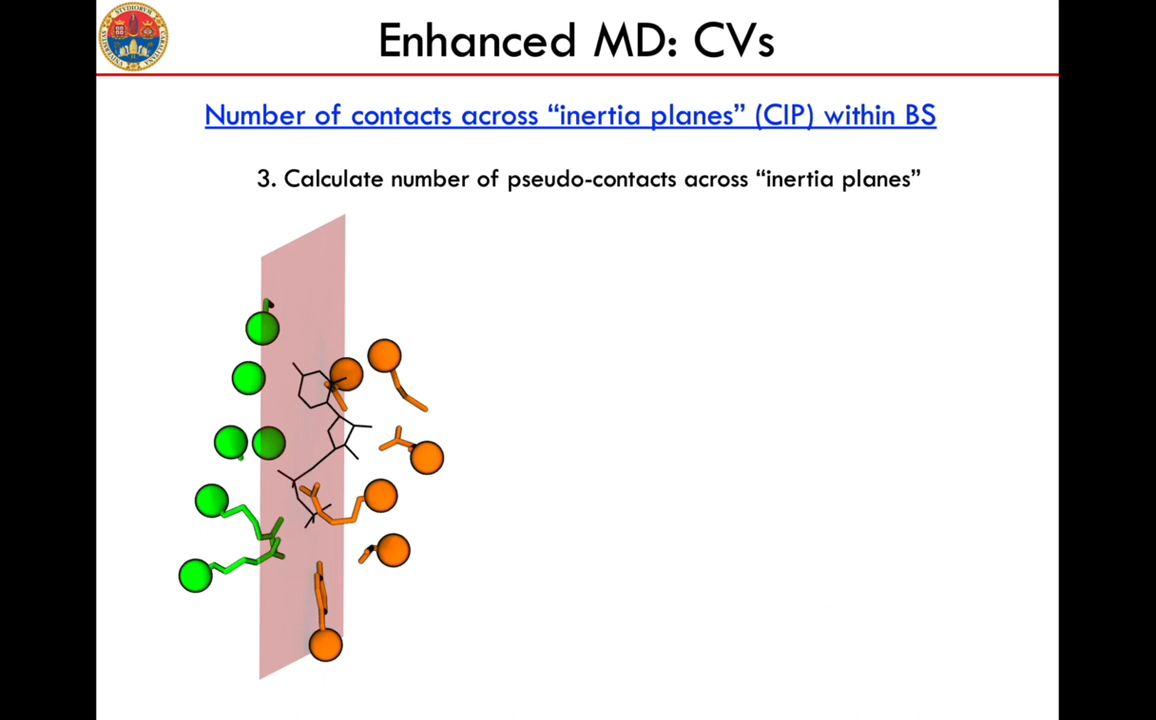 Enhanced MD: CVs
Number of contacts across “inertia planes” (CIP) within BS
3. Calculate number of pseudo-contacts across “inertia planes”